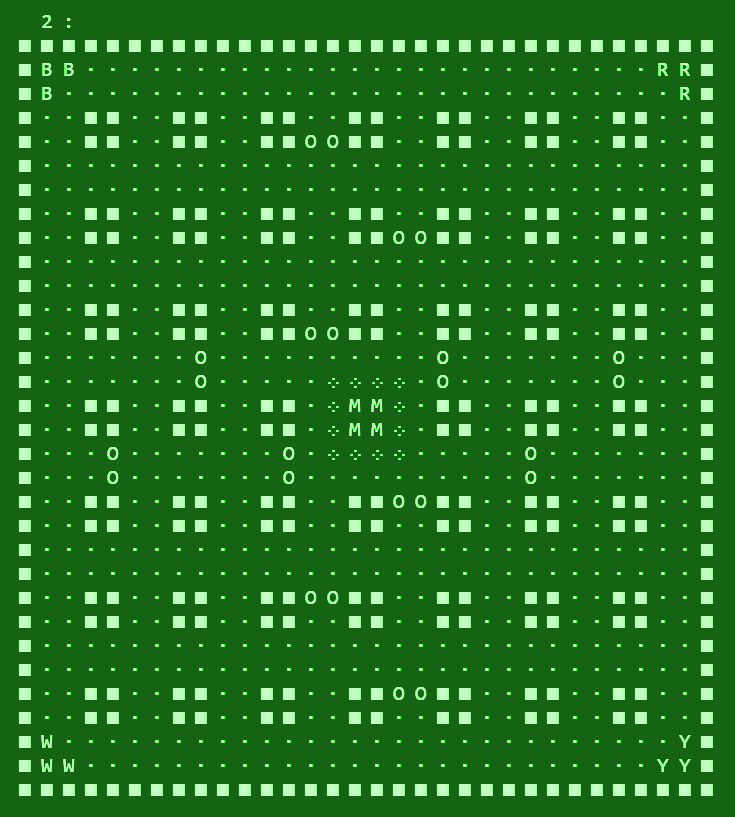 2 :
■ ■ ■ ■ ■ ■ ■ ■ ■ ■ ■ ■ ■ ■ ■ ■ ■ ■ ■ ■ ■ ■ ■ ■ ■ ■ ■ ■ ■ ■ ■ ■
■ B B · · · · · · · · · · · · · · · · · · · · · · · · · · R R ■
■ B · · · · · · · · · · · · · · · · · · · · · · · · · · · · R ■
■ · · ■ ■ · · ■ ■ · · ■ ■ · · ■ ■ · · ■ ■ · · ■ ■ · · ■ ■ · · ■
■ · · ■ ■ · · ■ ■ · · ■ ■ O O ■ ■ · · ■ ■ · · ■ ■ · · ■ ■ · · ■
■ · · · · · · · · · · · · · · · · · · · · · · · · · · · · · · ■
■ · · · · · · · · · · · · · · · · · · · · · · · · · · · · · · ■
■ · · ■ ■ · · ■ ■ · · ■ ■ · · ■ ■ · · ■ ■ · · ■ ■ · · ■ ■ · · ■
■ · · ■ ■ · · ■ ■ · · ■ ■ · · ■ ■ O O ■ ■ · · ■ ■ · · ■ ■ · · ■
■ · · · · · · · · · · · · · · · · · · · · · · · · · · · · · · ■
■ · · · · · · · · · · · · · · · · · · · · · · · · · · · · · · ■
■ · · ■ ■ · · ■ ■ · · ■ ■ · · ■ ■ · · ■ ■ · · ■ ■ · · ■ ■ · · ■
■ · · ■ ■ · · ■ ■ · · ■ ■ O O ■ ■ · · ■ ■ · · ■ ■ · · ■ ■ · · ■
■ · · · · · · · O · · · · · · · · · · O · · · · · · · O · · · ■
■ · · · · · · · O · · · · · ⁘ ⁘ ⁘ ⁘ · O · · · · · · · O · · · ■
■ · · ■ ■ · · ■ ■ · · ■ ■ · ⁘ M M ⁘ · ■ ■ · · ■ ■ · · ■ ■ · · ■
■ · · ■ ■ · · ■ ■ · · ■ ■ · ⁘ M M ⁘ · ■ ■ · · ■ ■ · · ■ ■ · · ■
■ · · · O · · · · · · · O · ⁘ ⁘ ⁘ ⁘ · · · · · O · · · · · · · ■
■ · · · O · · · · · · · O · · · · · · · · · · O · · · · · · · ■
■ · · ■ ■ · · ■ ■ · · ■ ■ · · ■ ■ O O ■ ■ · · ■ ■ · · ■ ■ · · ■
■ · · ■ ■ · · ■ ■ · · ■ ■ · · ■ ■ · · ■ ■ · · ■ ■ · · ■ ■ · · ■
■ · · · · · · · · · · · · · · · · · · · · · · · · · · · · · · ■
■ · · · · · · · · · · · · · · · · · · · · · · · · · · · · · · ■
■ · · ■ ■ · · ■ ■ · · ■ ■ O O ■ ■ · · ■ ■ · · ■ ■ · · ■ ■ · · ■
■ · · ■ ■ · · ■ ■ · · ■ ■ · · ■ ■ · · ■ ■ · · ■ ■ · · ■ ■ · · ■
■ · · · · · · · · · · · · · · · · · · · · · · · · · · · · · · ■
■ · · · · · · · · · · · · · · · · · · · · · · · · · · · · · · ■
■ · · ■ ■ · · ■ ■ · · ■ ■ · · ■ ■ O O ■ ■ · · ■ ■ · · ■ ■ · · ■
■ · · ■ ■ · · ■ ■ · · ■ ■ · · ■ ■ · · ■ ■ · · ■ ■ · · ■ ■ · · ■
■ W · · · · · · · · · · · · · · · · · · · · · · · · · · · · Y ■
■ W W · · · · · · · · · · · · · · · · · · · · · · · · · · Y Y ■
■ ■ ■ ■ ■ ■ ■ ■ ■ ■ ■ ■ ■ ■ ■ ■ ■ ■ ■ ■ ■ ■ ■ ■ ■ ■ ■ ■ ■ ■ ■ ■